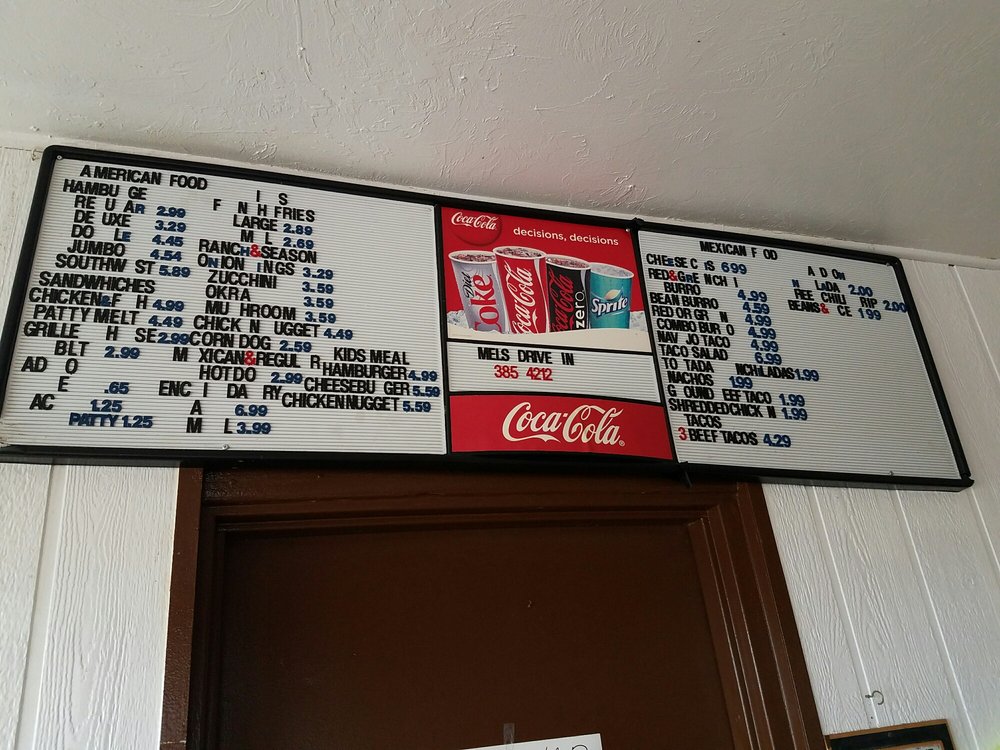 AMERICAN FOOD
HAMBU GE
RE U AR 2.99
DE UXE 3.29
DO LE 4.45
JUMBO 4.54
SOUTHW ST 5.89
SANDWHICHES
CHICKEN&F H 4.99
PATTY MELT 4.49
GRILLE H SE 2.99
BLT 2.99
AD O
E .65
AC 1.25
PATTY 1.25
I S
F N H FRIES
LARGE 2.89
M L 2.69
RANCH&SEASON
ONION INGS 3.29
ZUCCHINI 3.59
OKRA 3.59
MU HROOM 3.59
CHICK N UGGET 4.49
CORN DOG 2.59
M XICAN&REGUL R
HOTDO 2.99
ENC I DA RY
A 6.99
M L 3.99
KIDS MEAL
HAMBURGER 4.99
CHEESEBU GER 5.59
CHICKEN NUGGET 5.59
Coca-Cola
decisions, decisions
Diet Coke
Coca-Cola
Coca-Cola zero
Sprite
MELS DRIVE IN
385 4212
Coca-Cola
MEXICAN F OD
CHEESE C IS 6 99
RED&GRE N CH I
BURRO 4.99
BEAN BURRO 4.59
RED OR GR N 4.99
COMBO BUR O 4.99
NAV JO TACO 4.99
TACO SALAD 6.99
TO TADA NCHILADAS 1.99
NACHOS 1.99
G OUND EEF TACO 1.99
SHREDDED CHICK N 1.99
TACOS
3 BEEF TACOS 4.29
A D ON
N LADA 2.00
FREE CHILI RIP 2.00
BEANS& CE 1 99